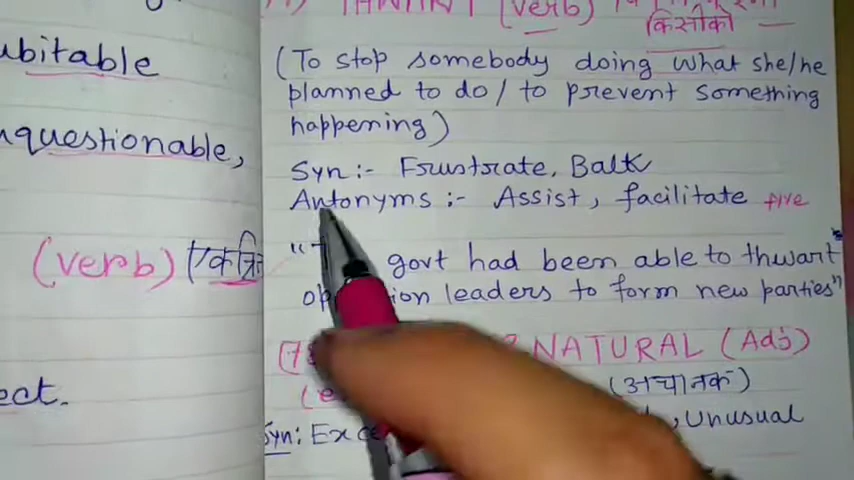 ubitable
nquestionable,
(verb)
ect.
THWART (verb)
किसीको
(To stop somebody doing what she/he
planned to do / to prevent something
happening)
Syn :- Frustrate, Balk
Antonyms :- Assist, facilitate five
govt had been able to thwart
leaders to form new parties"
NATURAL (Adj)
(अचानक)
, Unusual
Syn: